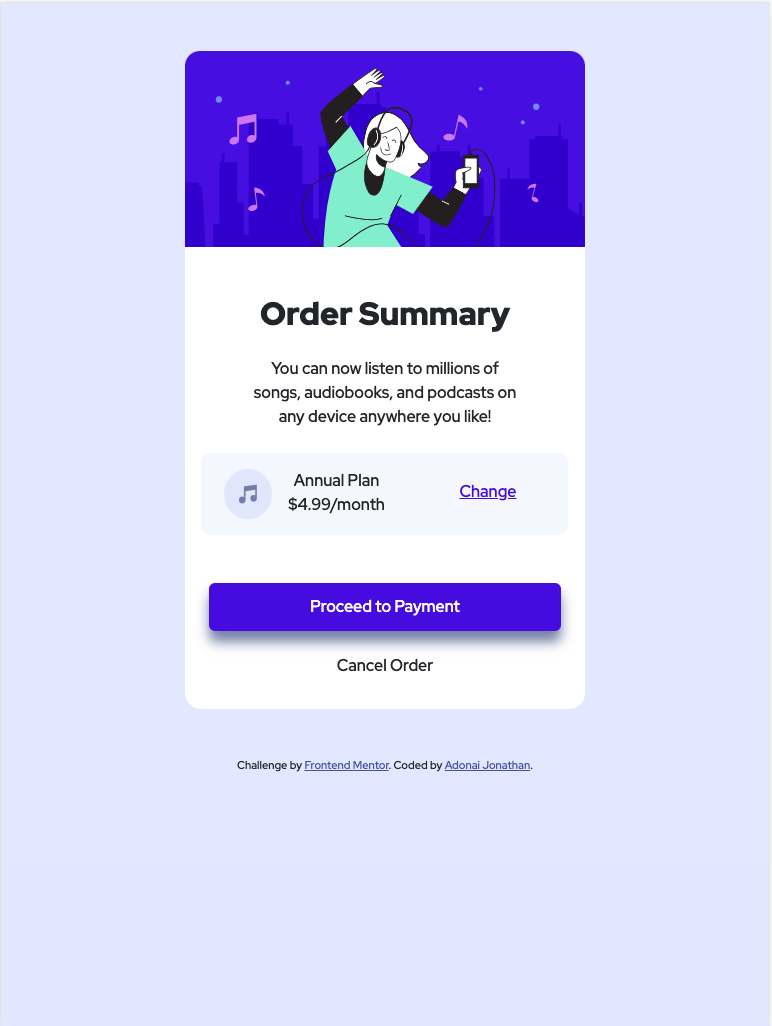 Order Summary
You can now listen to millions of
songs, audiobooks, and podcasts on
any device anywhere you like!
Annual Plan
$4.99/month
Change
Proceed to Payment
Cancel Order
Challenge by Frontend Mentor. Coded by Adonai Jonathan.